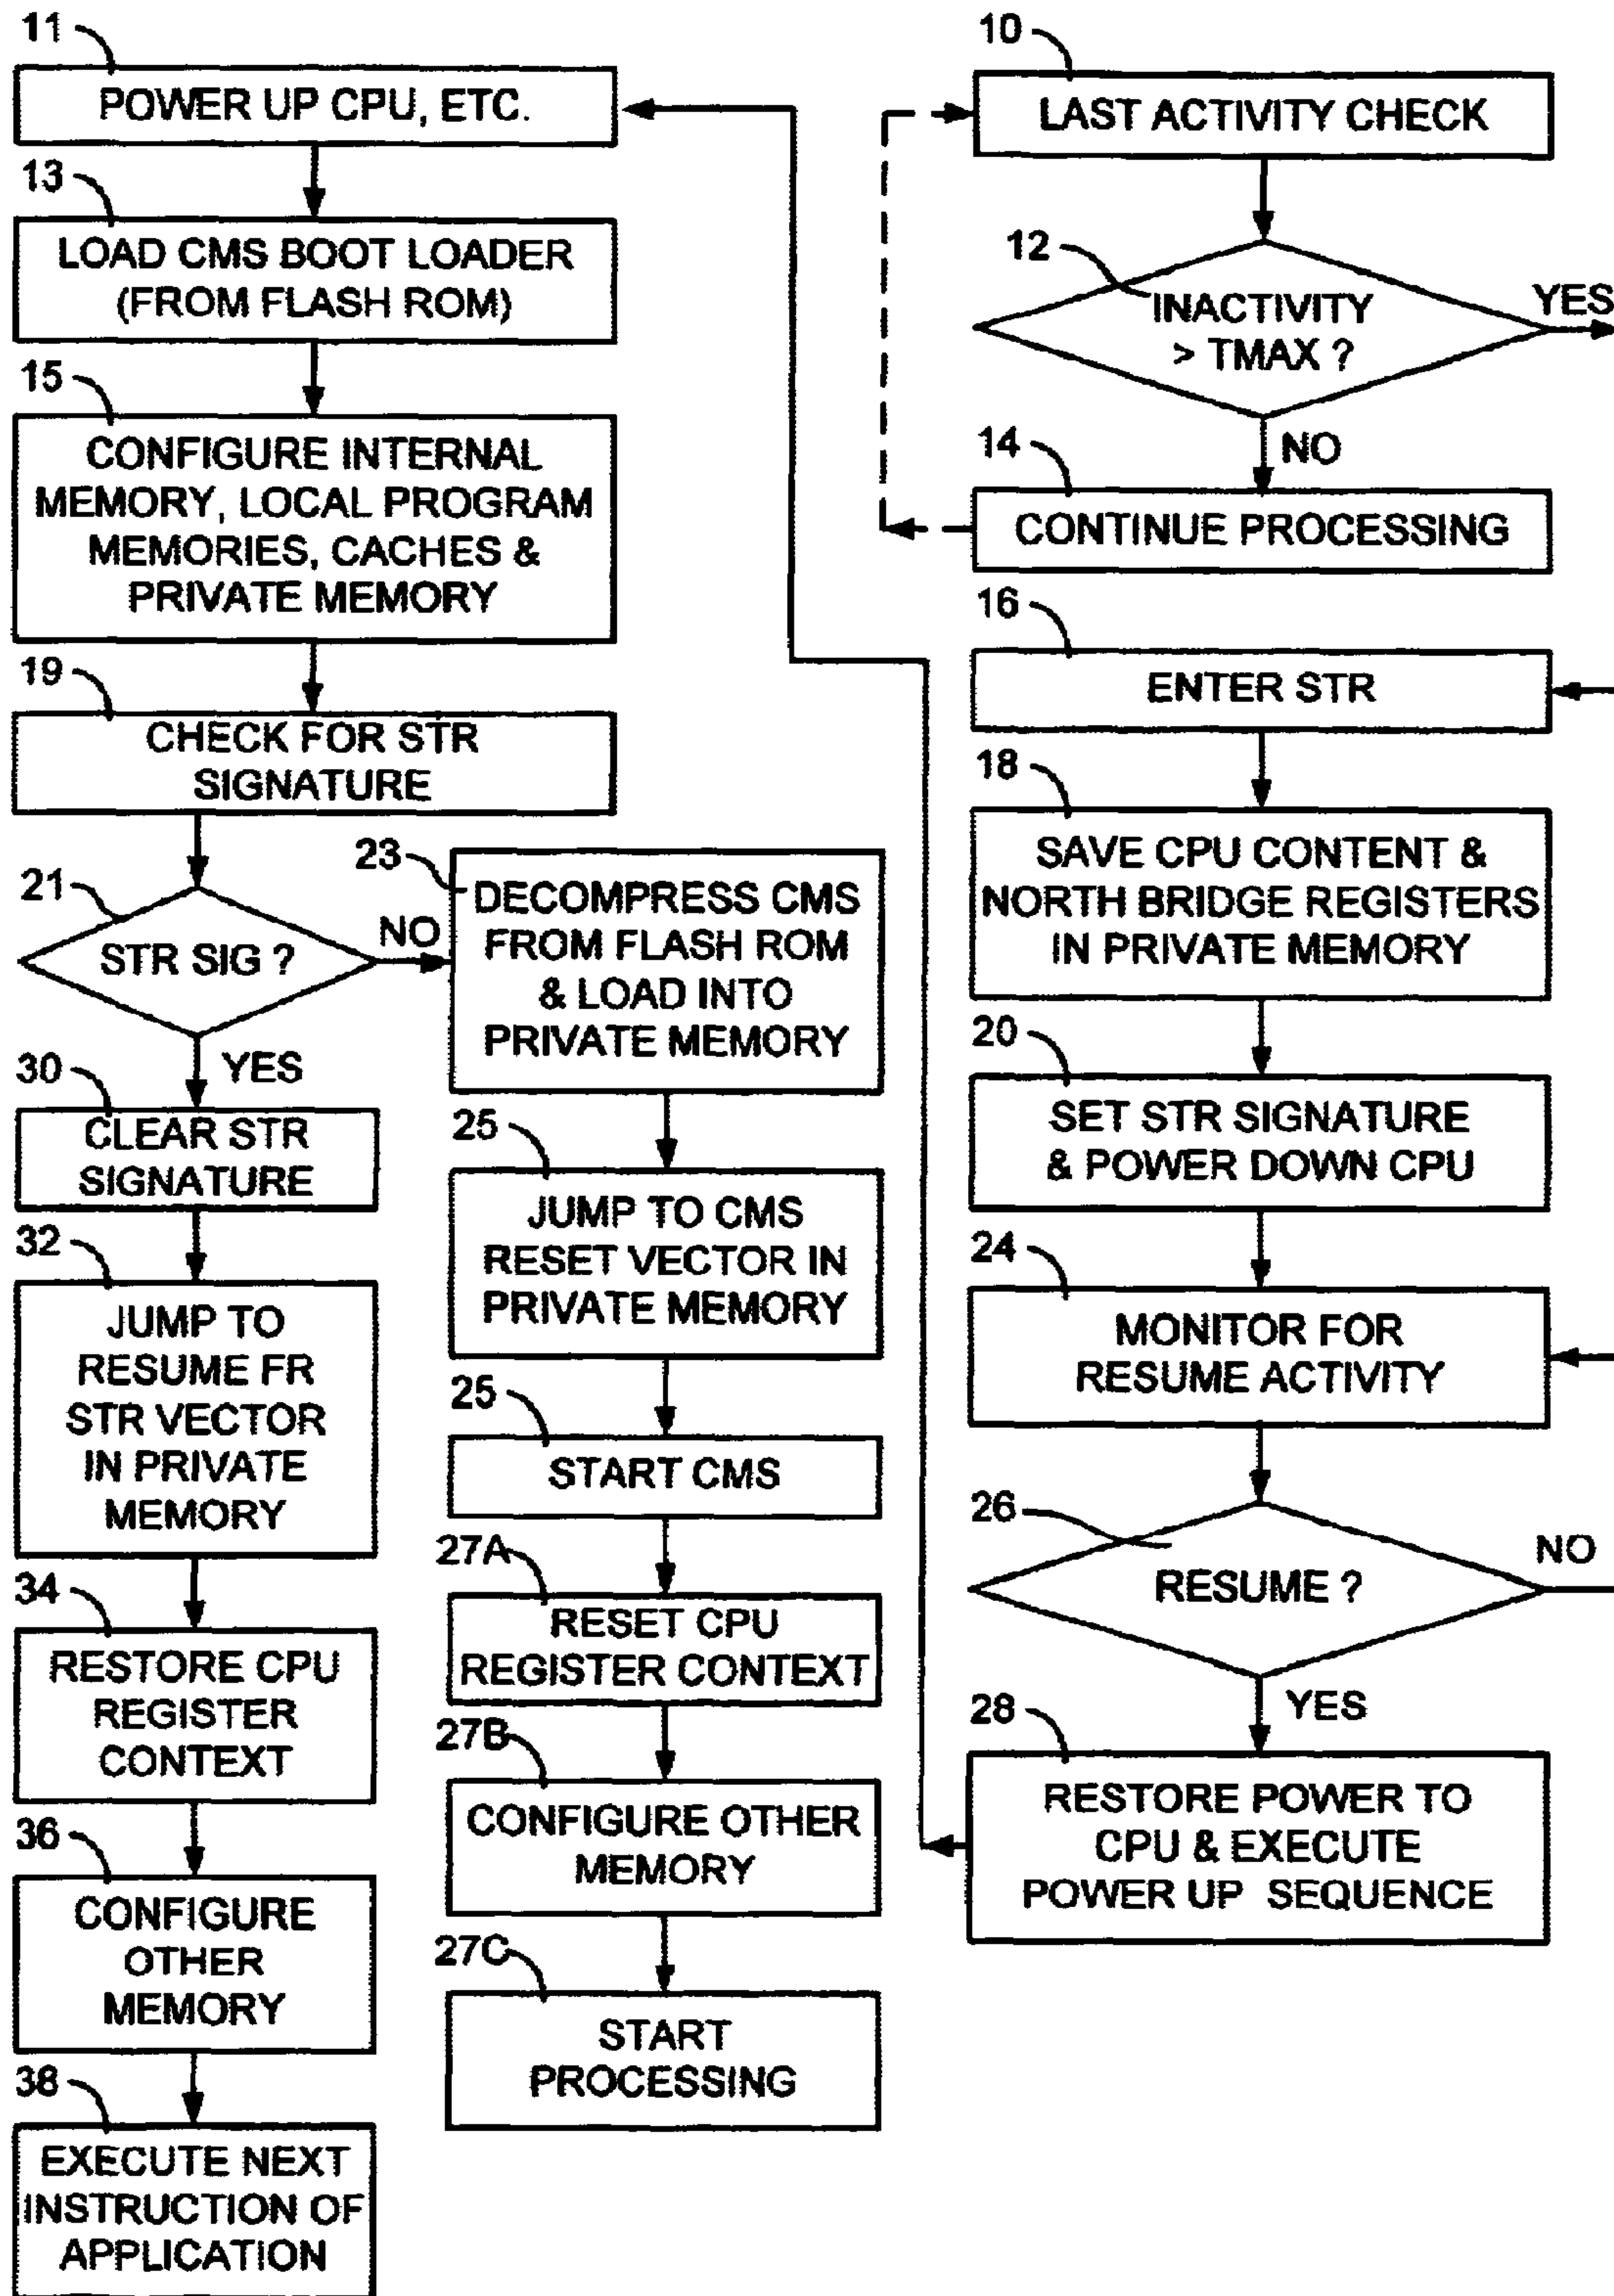 11
POWER UP CPU, ETC.
13
LOAD CMS BOOT LOADER
(FROM FLASH ROM)
15
CONFIGURE INTERNAL
MEMORY, LOCAL PROGRAM
MEMORIES, CACHES &
PRIVATE MEMORY
19
CHECK FOR STR
SIGNATURE
21
STR SIG ?
NO
YES
30
CLEAR STR
SIGNATURE
32
JUMP TO
RESUME FR
STR VECTOR
IN PRIVATE
MEMORY
34
RESTORE CPU
REGISTER
CONTEXT
36
CONFIGURE
OTHER
MEMORY
38
EXECUTE NEXT
INSTRUCTION OF
APPLICATION
23
DECOMPRESS CMS
FROM FLASH ROM
& LOAD INTO
PRIVATE MEMORY
25
JUMP TO CMS
RESET VECTOR IN
PRIVATE MEMORY
25
START CMS
27A
RESET CPU
REGISTER CONTEXT
27B
CONFIGURE OTHER
MEMORY
27C
START
PROCESSING
10
LAST ACTIVITY CHECK
12
INACTIVITY
> TMAX ?
YES
NO
14
CONTINUE PROCESSING
16
ENTER STR
18
SAVE CPU CONTENT &
NORTH BRIDGE REGISTERS
IN PRIVATE MEMORY
20
SET STR SIGNATURE
& POWER DOWN CPU
24
MONITOR FOR
RESUME ACTIVITY
26
RESUME ?
NO
YES
28
RESTORE POWER TO
CPU & EXECUTE
POWER UP SEQUENCE